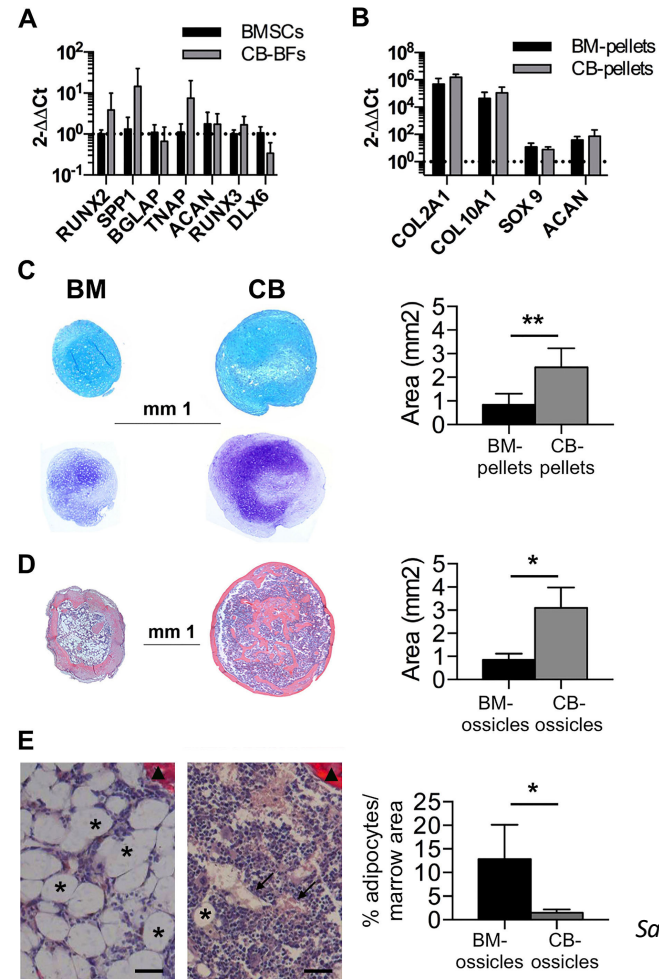 A
BMSCs
CB-BFs
2-ΔΔCt
10²
10¹
10⁰
10⁻¹
RUNX2
SPP1
BGLAP
TNAP
ACAN
RUNX3
DLX6
B
BM-pellets
CB-pellets
2-ΔΔCt
10⁸
10⁶
10⁴
10²
10⁰
COL2A1
COL10A1
SOX 9
ACAN
C
BM
CB
mm 1
Area (mm2)
5
4
3
2
1
0
**
BM-
pellets
CB-
pellets
D
mm 1
Area (mm2)
5
4
3
2
1
0
*
BM-
ossicles
CB-
ossicles
E
*
*
*
*
*
% adipocytes/
marrow area
25
20
15
10
5
0
*
BM-
ossicles
CB-
ossicles
Sa